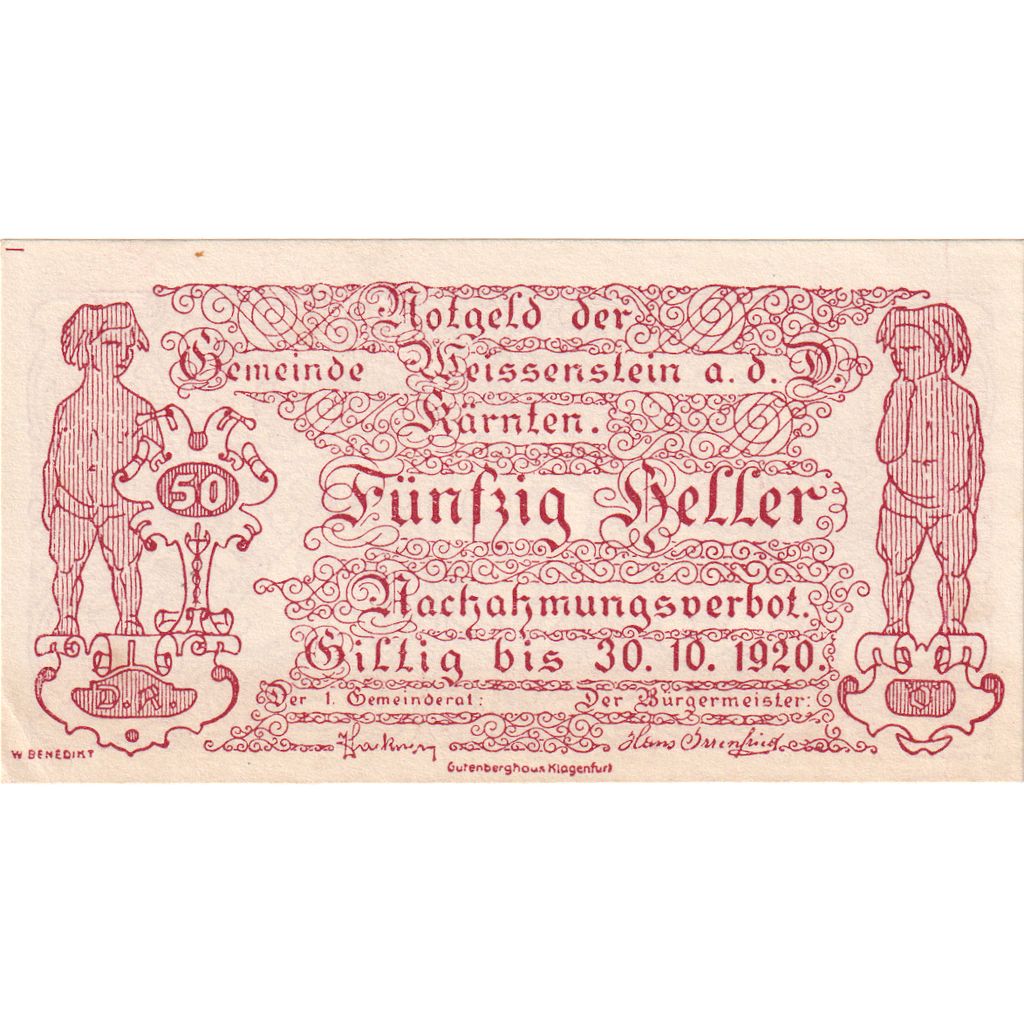 Notgeld der
Gemeinde Weissenstein a. d. D.
Kärnten.
50
Fünfzig Heller
Nachahmungsverbot.
Giltig bis 30. 10. 1920.
D. R. Ö
Der 1. Gemeinderat: Der Bürgermeister:
Hans
W BENEDIKT
Gutenberghaus Klagenfurt